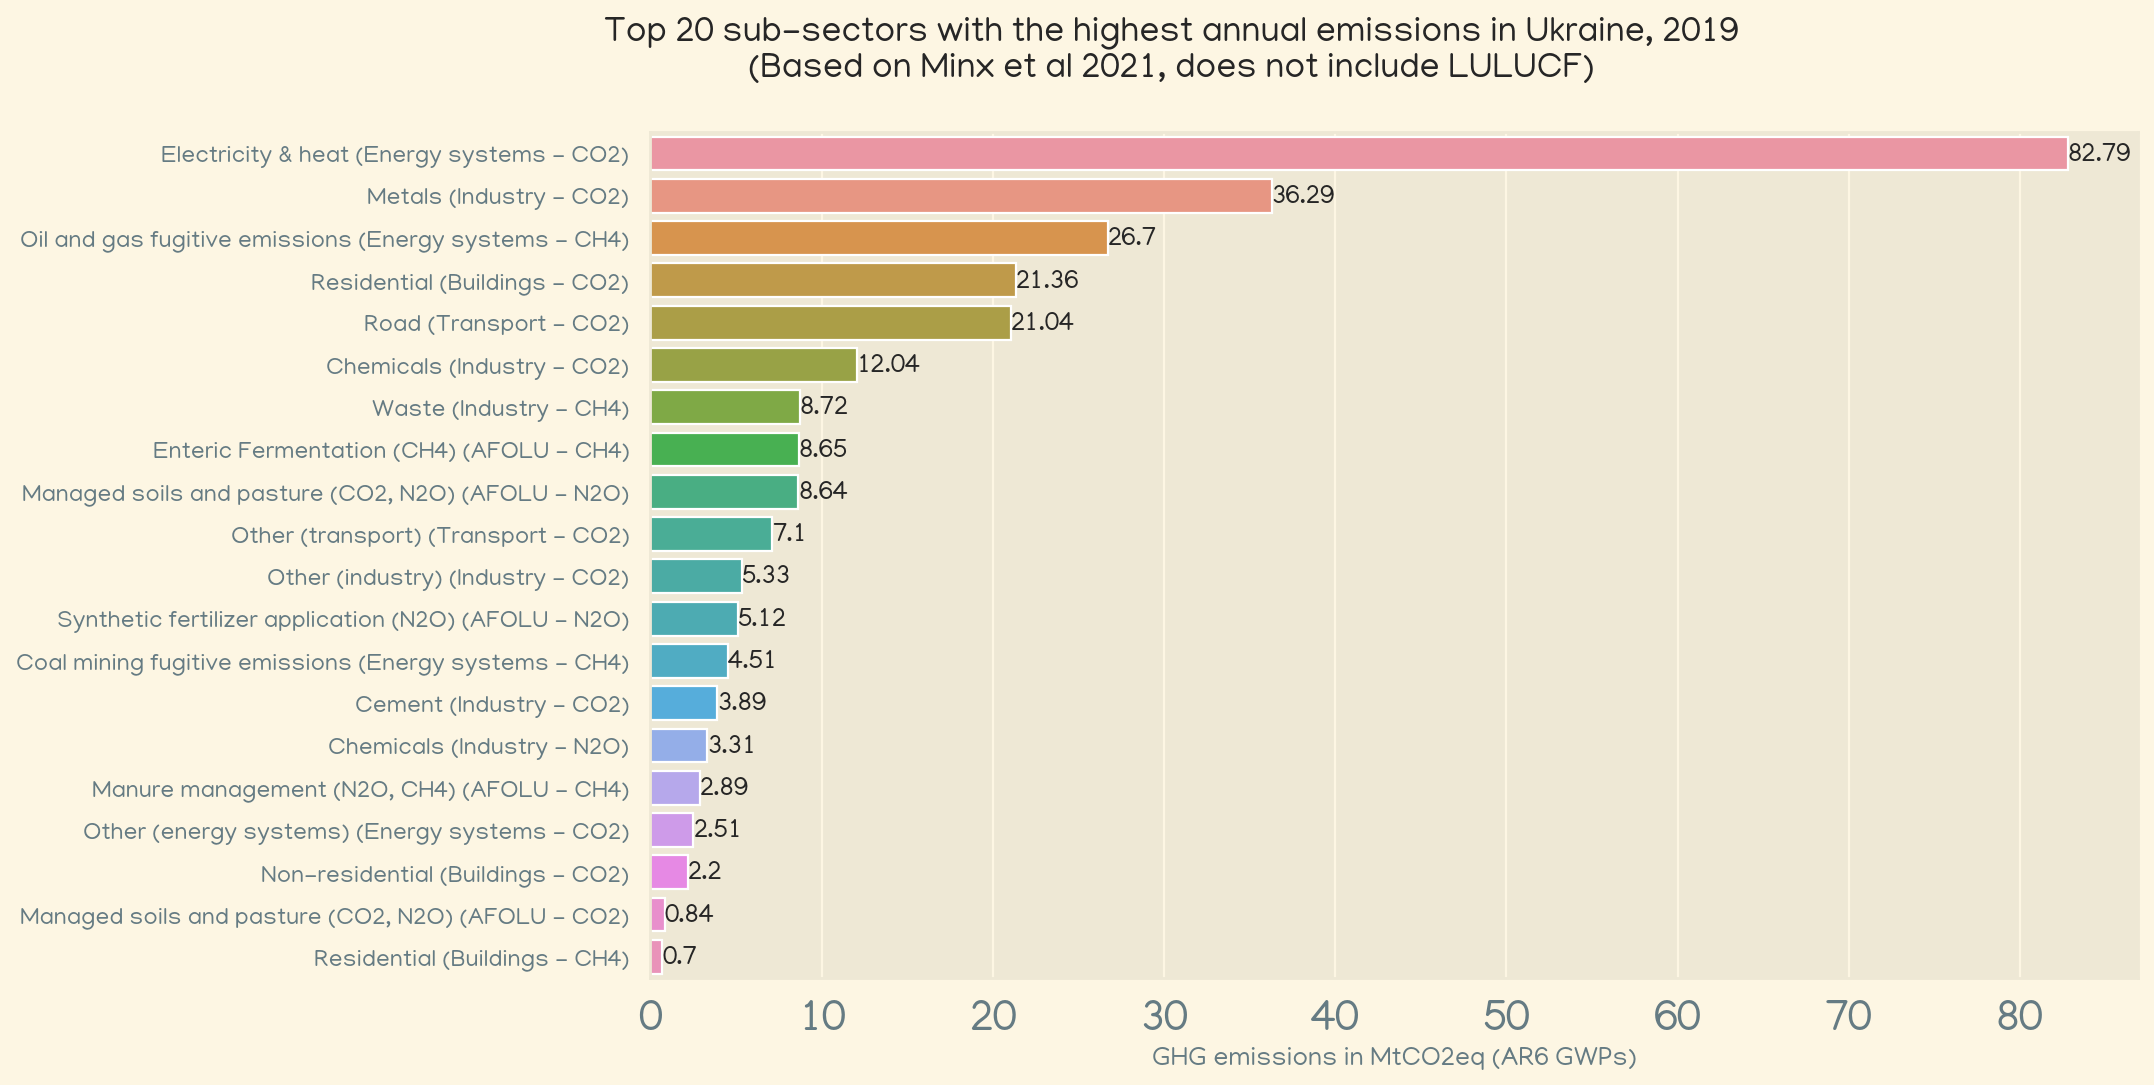 Top 20 sub-sectors with the highest annual emissions in Ukraine, 2019
(Based on Minx et al 2021, does not include LULUCF)
Electricity & heat (Energy systems - CO2) 82.79
Metals (Industry - CO2) 36.29
Oil and gas fugitive emissions (Energy systems - CH4) 26.7
Residential (Buildings - CO2) 21.36
Road (Transport - CO2) 21.04
Chemicals (Industry - CO2) 12.04
Waste (Industry - CH4) 8.72
Enteric Fermentation (CH4) (AFOLU - CH4) 8.65
Managed soils and pasture (CO2, N2O) (AFOLU - N2O) 8.64
Other (transport) (Transport - CO2) 7.1
Other (industry) (Industry - CO2) 5.33
Synthetic fertilizer application (N2O) (AFOLU - N2O) 5.12
Coal mining fugitive emissions (Energy systems - CH4) 4.51
Cement (Industry - CO2) 3.89
Chemicals (Industry - N2O) 3.31
Manure management (N2O, CH4) (AFOLU - CH4) 2.89
Other (energy systems) (Energy systems - CO2) 2.51
Non-residential (Buildings - CO2) 2.2
Managed soils and pasture (CO2, N2O) (AFOLU - CO2) 0.84
Residential (Buildings - CH4) 0.7
0 10 20 30 40 50 60 70 80
GHG emissions in MtCO2eq (AR6 GWPs)